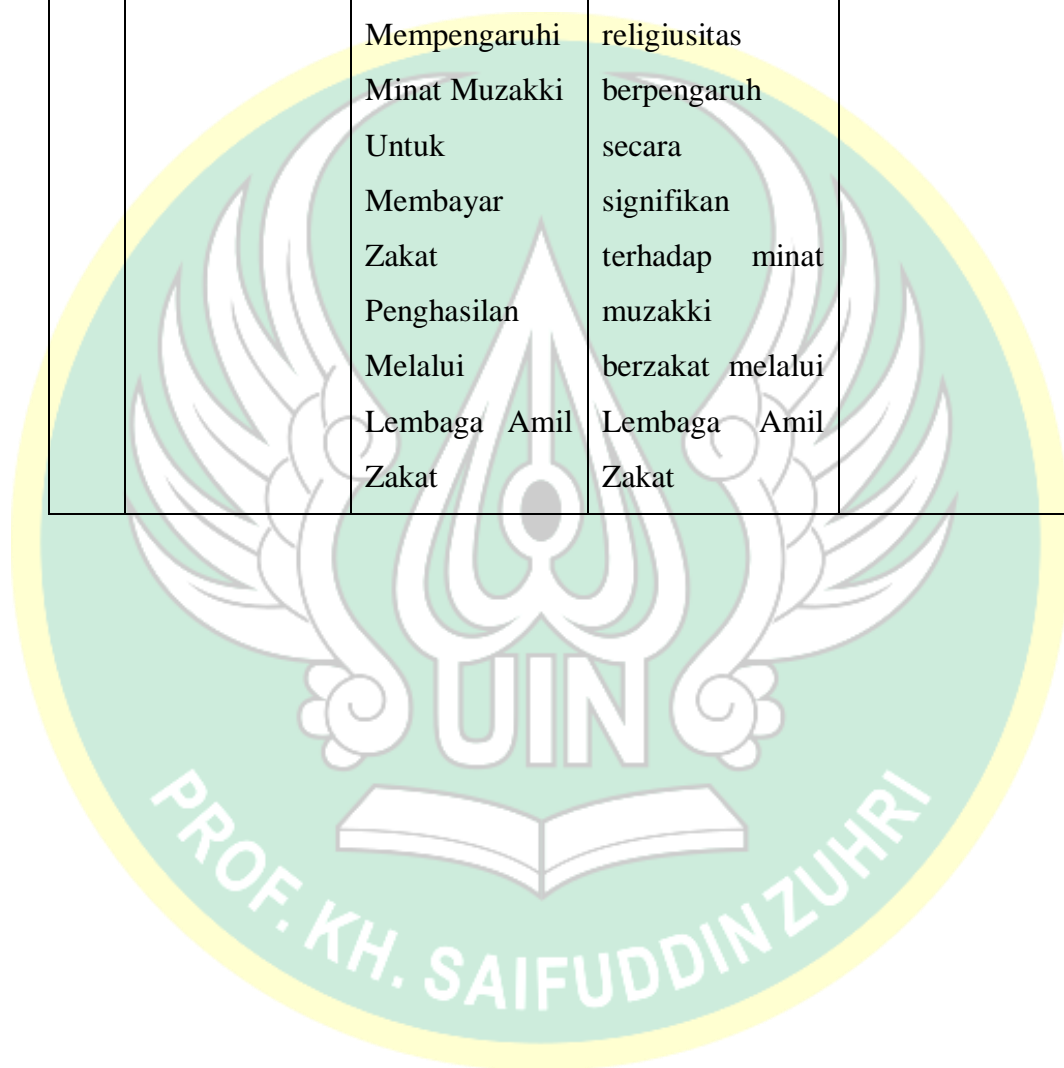 Mempengaruhi
Minat Muzakki
Untuk
Membayar
Zakat
Penghasilan
Melalui
Lembaga Amil
Zakat
religiusitas
berpengaruh
secara
signifikan
terhadap minat
muzakki
berzakat melalui
Lembaga Amil
Zakat
UIN
PROF. KH. SAIFUDDIN ZUHRI